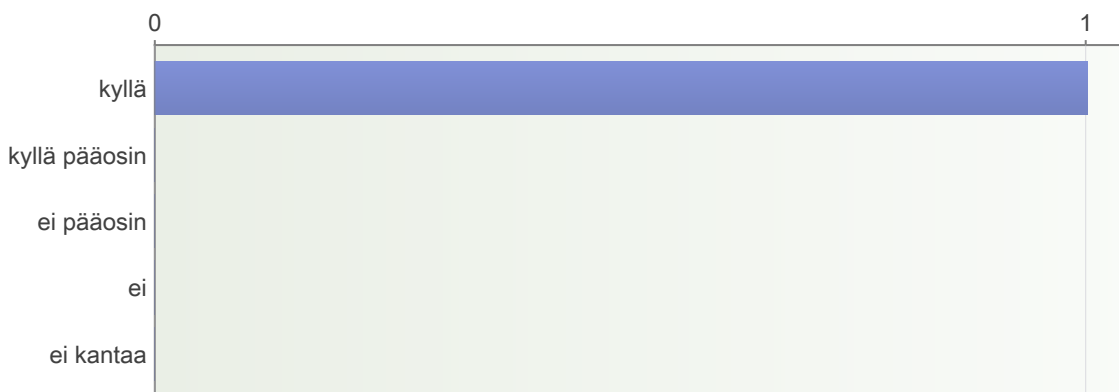 0 1
kyllä
kyllä pääosin
ei pääosin
ei
ei kantaa